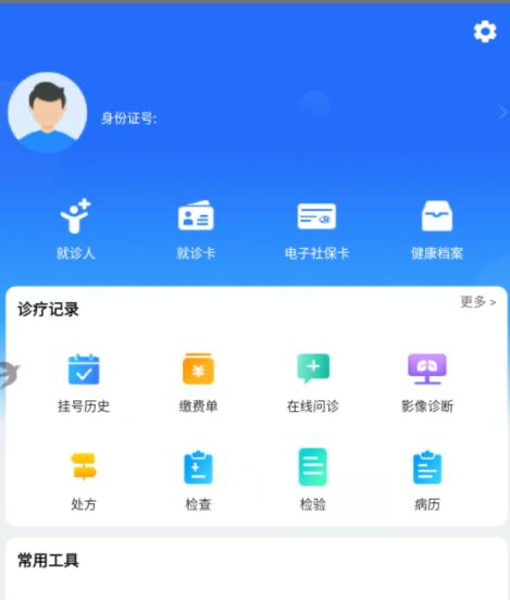 身份证号:
就诊人 就诊卡 电子社保卡 健康档案
诊疗记录 更多 >
挂号历史 缴费单 在线问诊 影像诊断
处方 检查 检验 病历
常用工具